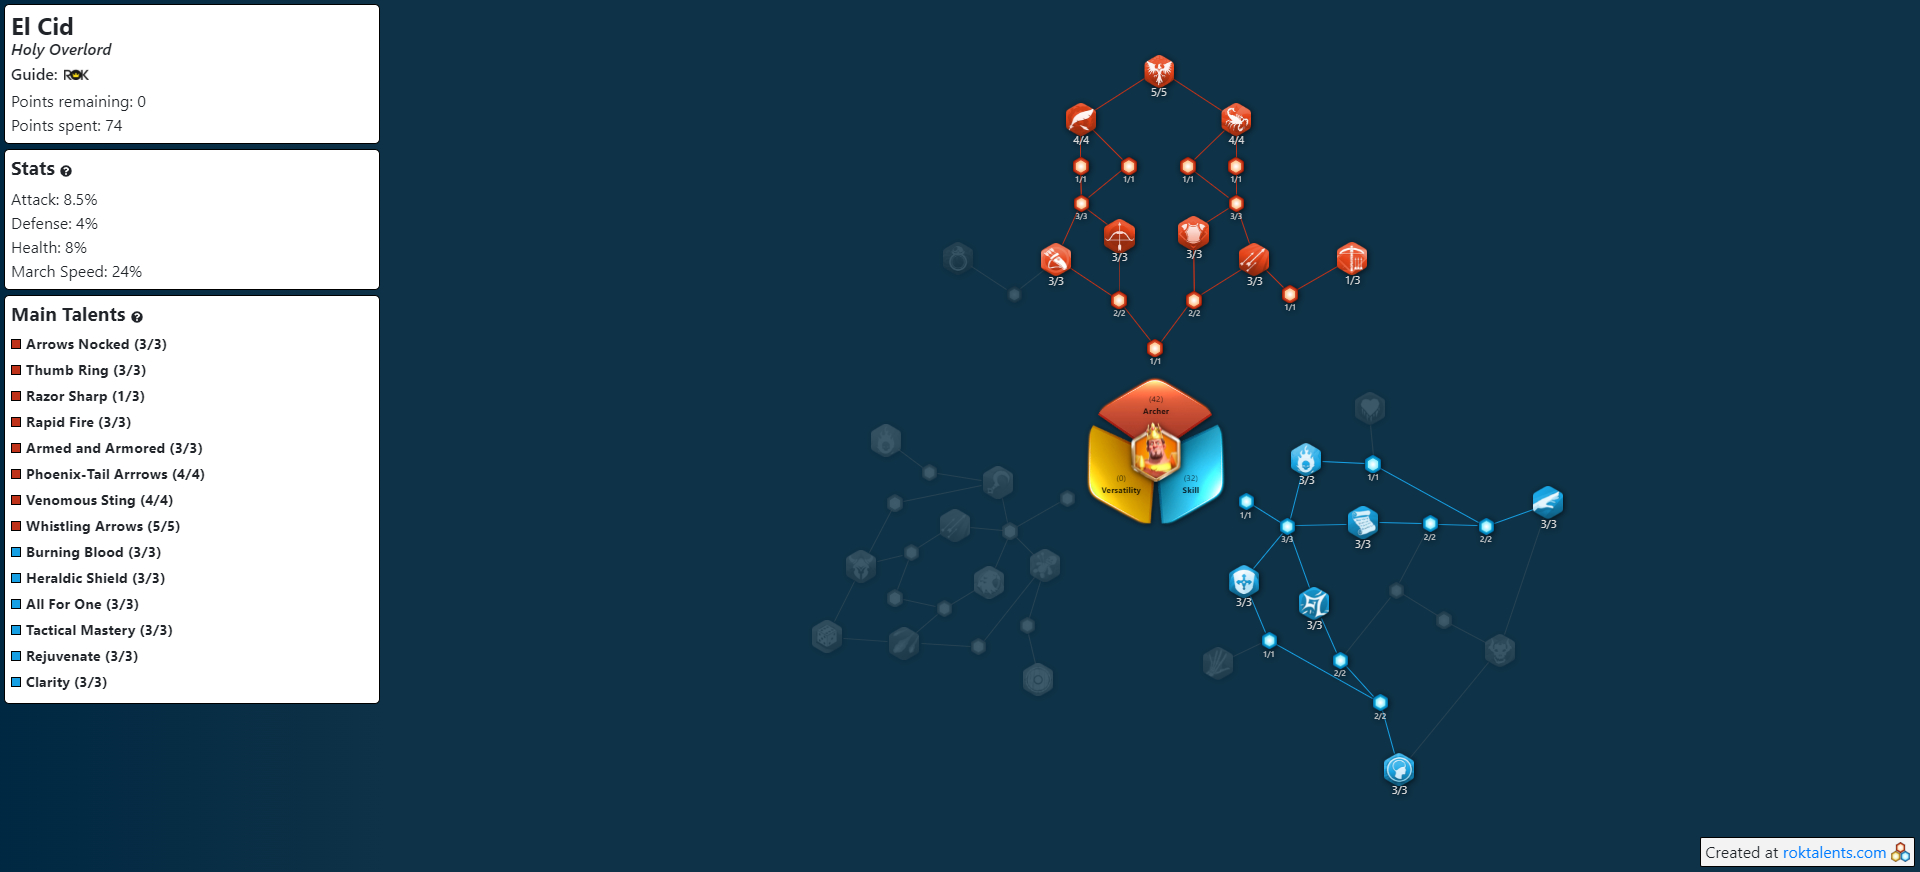 El Cid
Holy Overlord
Guide: ROK
Points remaining: 0
Points spent: 74
Stats ?
Attack: 8.5%
Defense: 4%
Health: 8%
March Speed: 24%
Main Talents ?
Arrows Nocked (3/3)
Thumb Ring (3/3)
Razor Sharp (1/3)
Rapid Fire (3/3)
Armed and Armored (3/3)
Phoenix-Tail Arrrows (4/4)
Venomous Sting (4/4)
Whistling Arrows (5/5)
Burning Blood (3/3)
Heraldic Shield (3/3)
All For One (3/3)
Tactical Mastery (3/3)
Rejuvenate (3/3)
Clarity (3/3)
5/5
4/4 4/4
1/1 1/1 1/1 1/1
3/3 3/3
3/3 3/3
3/3 3/3 1/3
2/2 2/2 1/1
1/1
(42)
Archer
(0)
Versatility
(32)
Skill
3/3 1/1
1/1 3/3
3/3 3/3 2/2 2/2
3/3 3/3
1/1 2/2
2/2
3/3
Created at roktalents.com